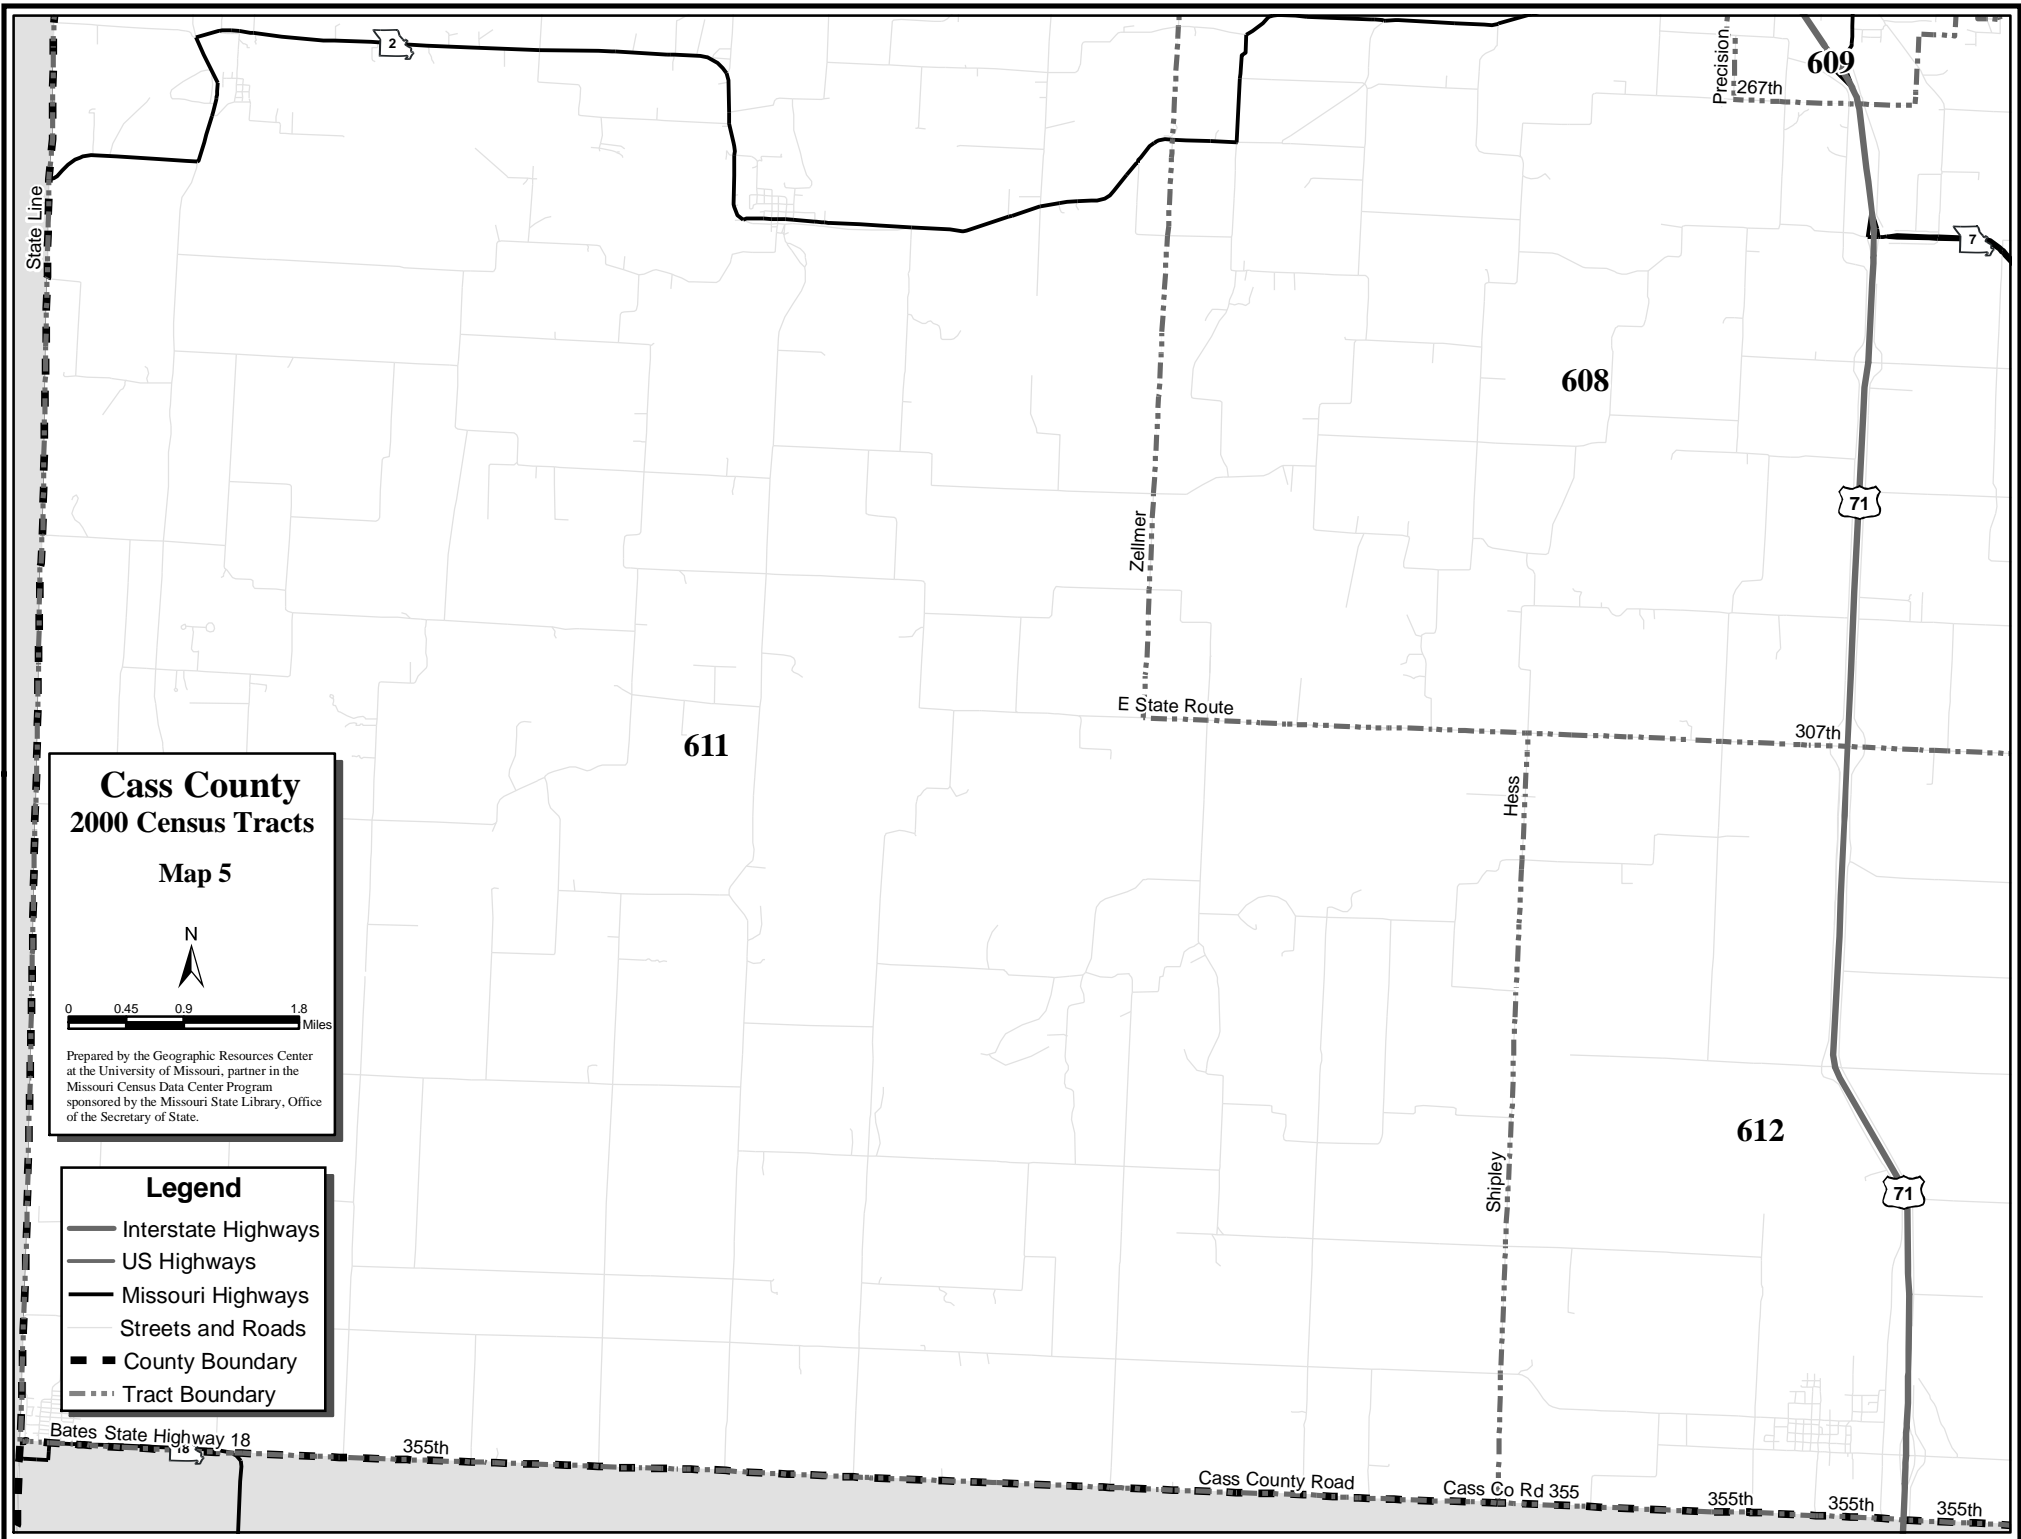 2
Precision
609
267th
State Line
7
608
71
Zellmer
E State Route
307th
611
Hess
Cass County
2000 Census Tracts
Map 5
N
0 0.45 0.9 1.8
Miles
Prepared by the Geographic Resources Center
at the University of Missouri, partner in the
Missouri Census Data Center Program
sponsored by the Missouri State Library, Office
of the Secretary of State.
612
Shipley
71
Legend
Interstate Highways
US Highways
Missouri Highways
Streets and Roads
County Boundary
Tract Boundary
Bates State Highway 18
18
355th
Cass County Road
Cass Co Rd 355
355th
355th
355th